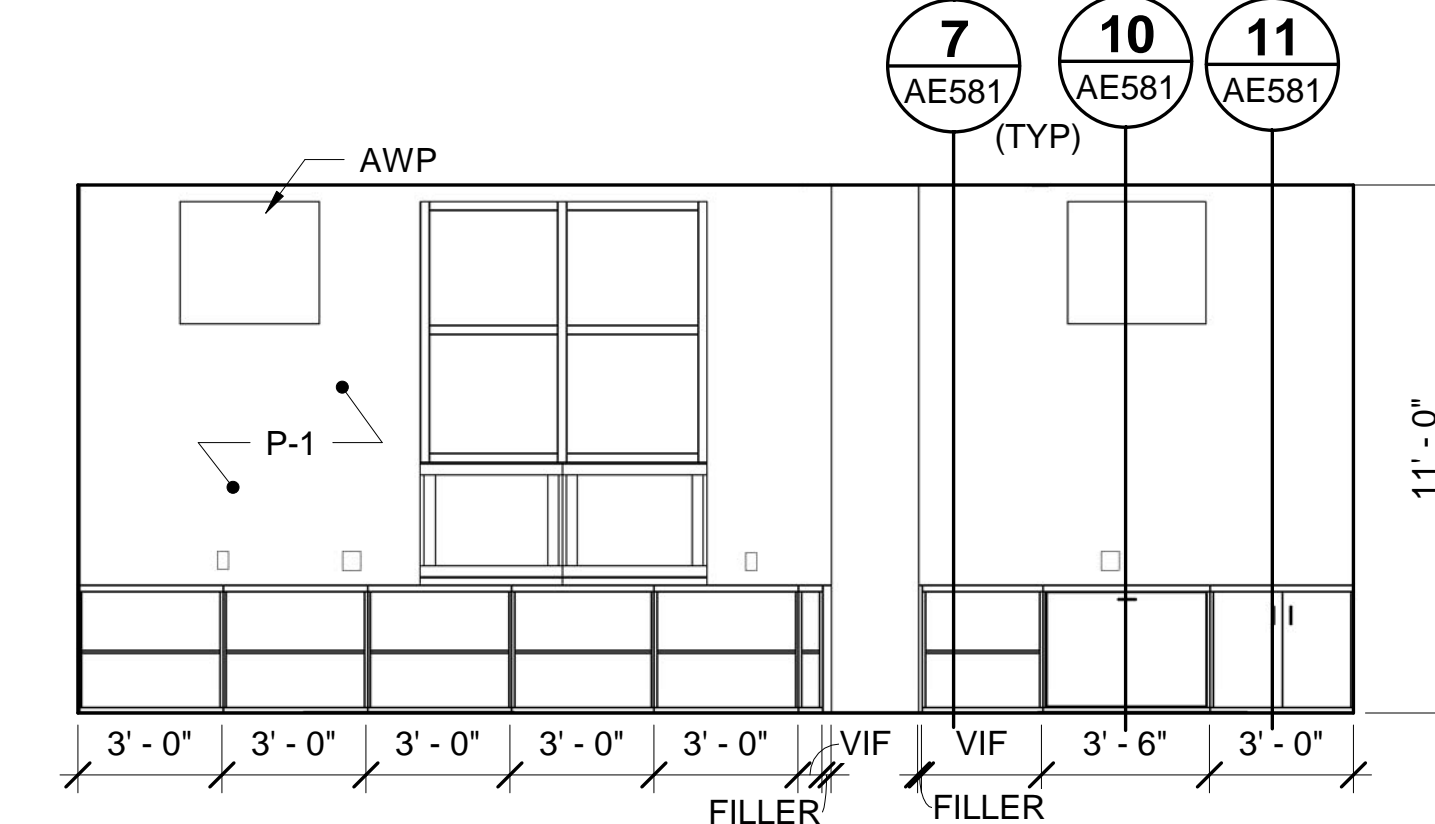 7
AE581
10
AE581
11
AE581
(TYP)
AWP
P-1
11' - 0"
3' - 0"
3' - 0"
3' - 0"
3' - 0"
3' - 0"
VIF
VIF
3' - 6"
3' - 0"
FILLER
FILLER